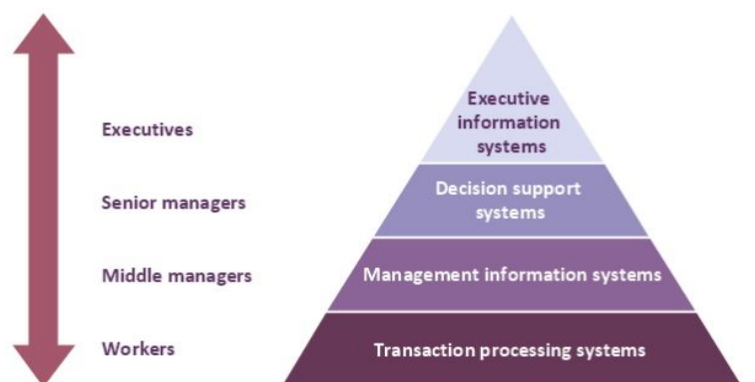 Executives
Senior managers
Middle managers
Workers
Executive
information
systems
Decision support
systems
Management information systems
Transaction processing systems